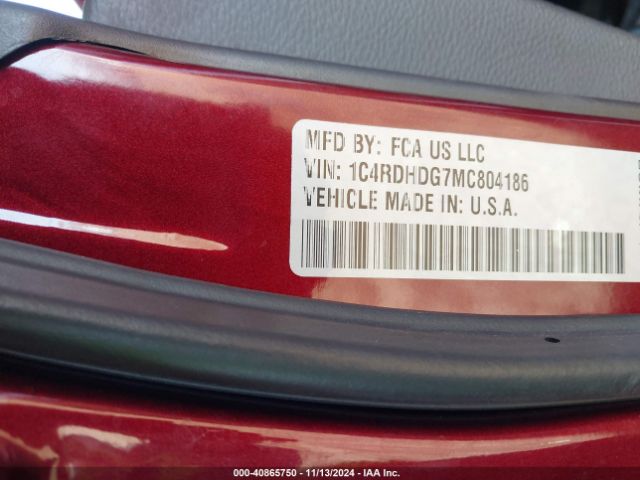 MFD BY: FCA US LLC
VIN: 1C4RDHDG7MC804186
VEHICLE MADE IN: U.S.A.
000-40865750 - 11/13/2024 - IAA Inc.